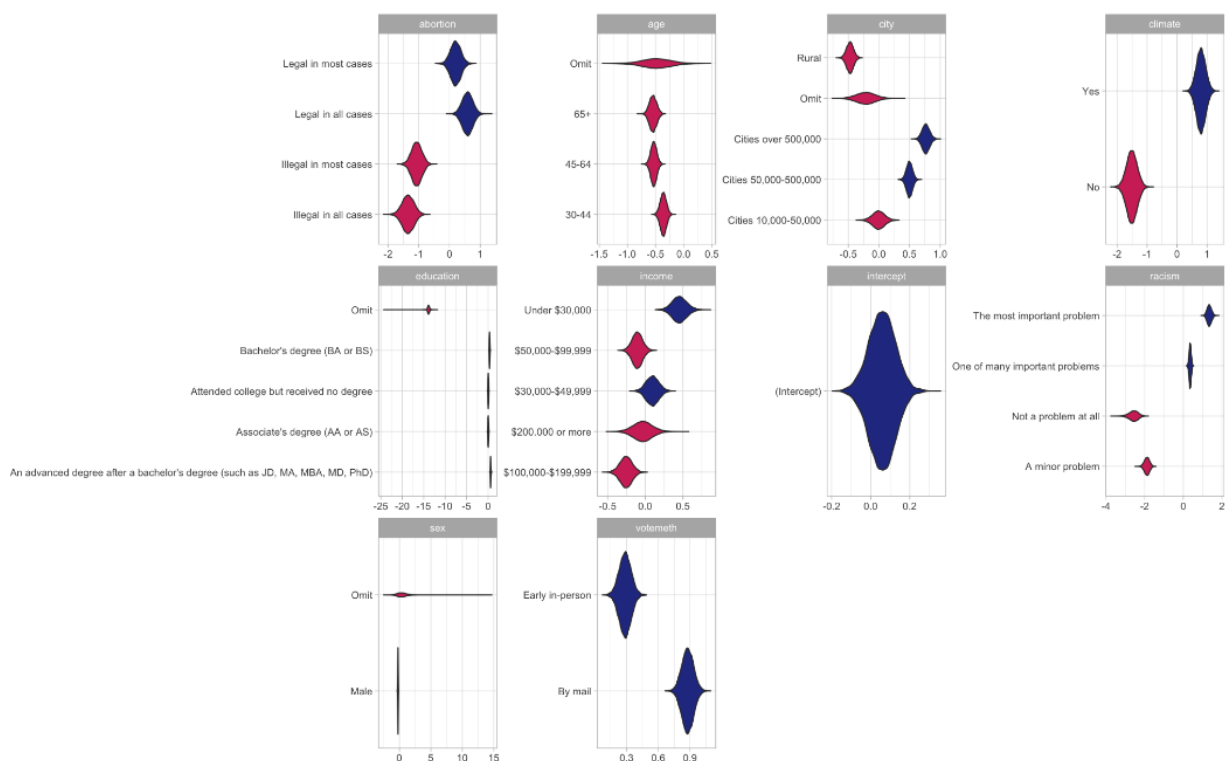 abortion
Legal in most cases
Legal in all cases
Illegal in most cases
Illegal in all cases
-2 -1 0 1
age
Omit
65+
45-64
30-44
-1.5 -1.0 -0.5 0.0 0.5
city
Rural
Omit
Cities over 500,000
Cities 50,000-500,000
Cities 10,000-50,000
-0.5 0.0 0.5 1.0
climate
Yes
No
-2 -1 0 1
education
Omit
Bachelor's degree (BA or BS)
Attended college but received no degree
Associate's degree (AA or AS)
An advanced degree after a bachelor's degree (such as JD, MA, MBA, MD, PhD)
-25 -20 -15 -10 -5 0
income
Under $30,000
$50,000-$99,999
$30,000-$49,999
$200.000 or more
$100,000-$199,999
-0.5 0.0 0.5
intercept
(Intercept)
-0.2 0.0 0.2
racism
The most important problem
One of many important problems
Not a problem at all
A minor problem
-4 -2 0 2
sex
Omit
Male
0 5 10 15
votemeth
Early in-person
By mail
0.3 0.6 0.9